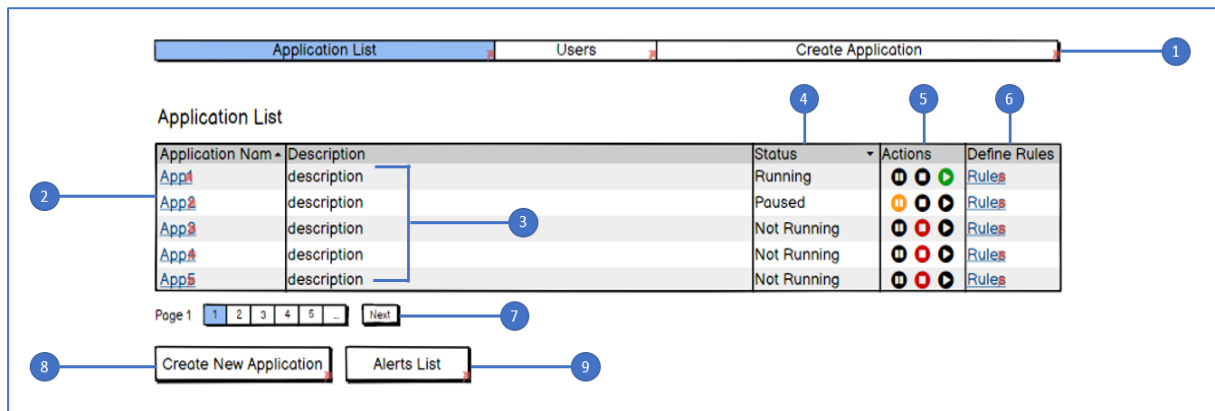 Application List Users Create Application 1
4 5 6
Application List
Application Nam Description Status Actions Define Rules
App1 description Running Rules
2 App2 description Paused Rules
App3 description 3 Not Running Rules
App4 description Not Running Rules
App5 description Not Running Rules
Page 1 1 2 3 4 5 ... Next 7
8 Create New Application Alerts List 9